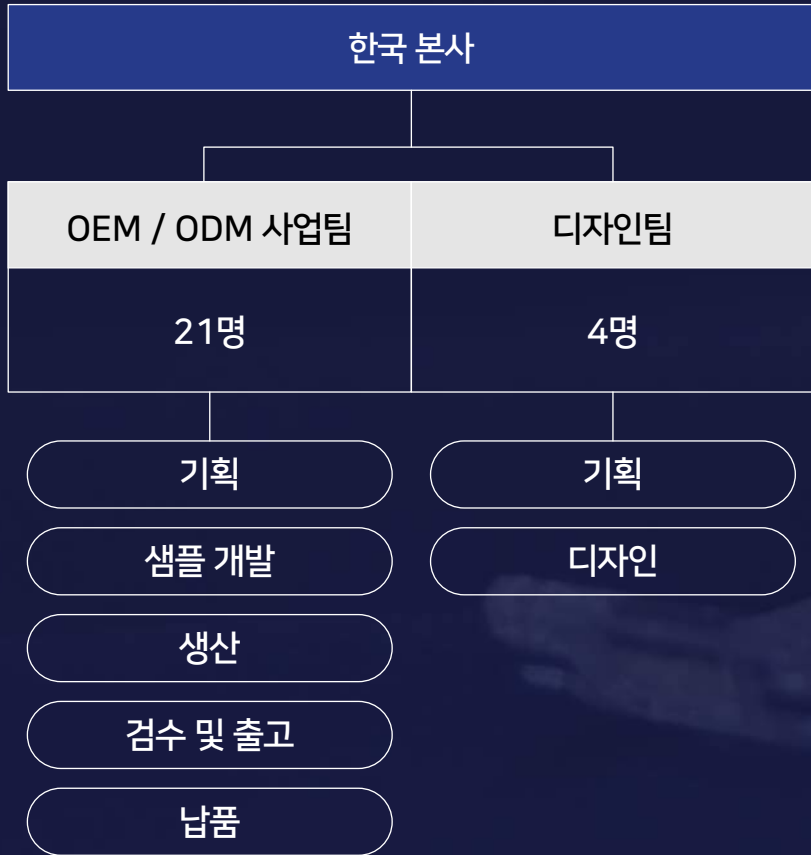 한국 본사
OEM / ODM 사업팀
디자인팀
21명
4명
기획
기획
샘플 개발
디자인
생산
검수 및 출고
납품